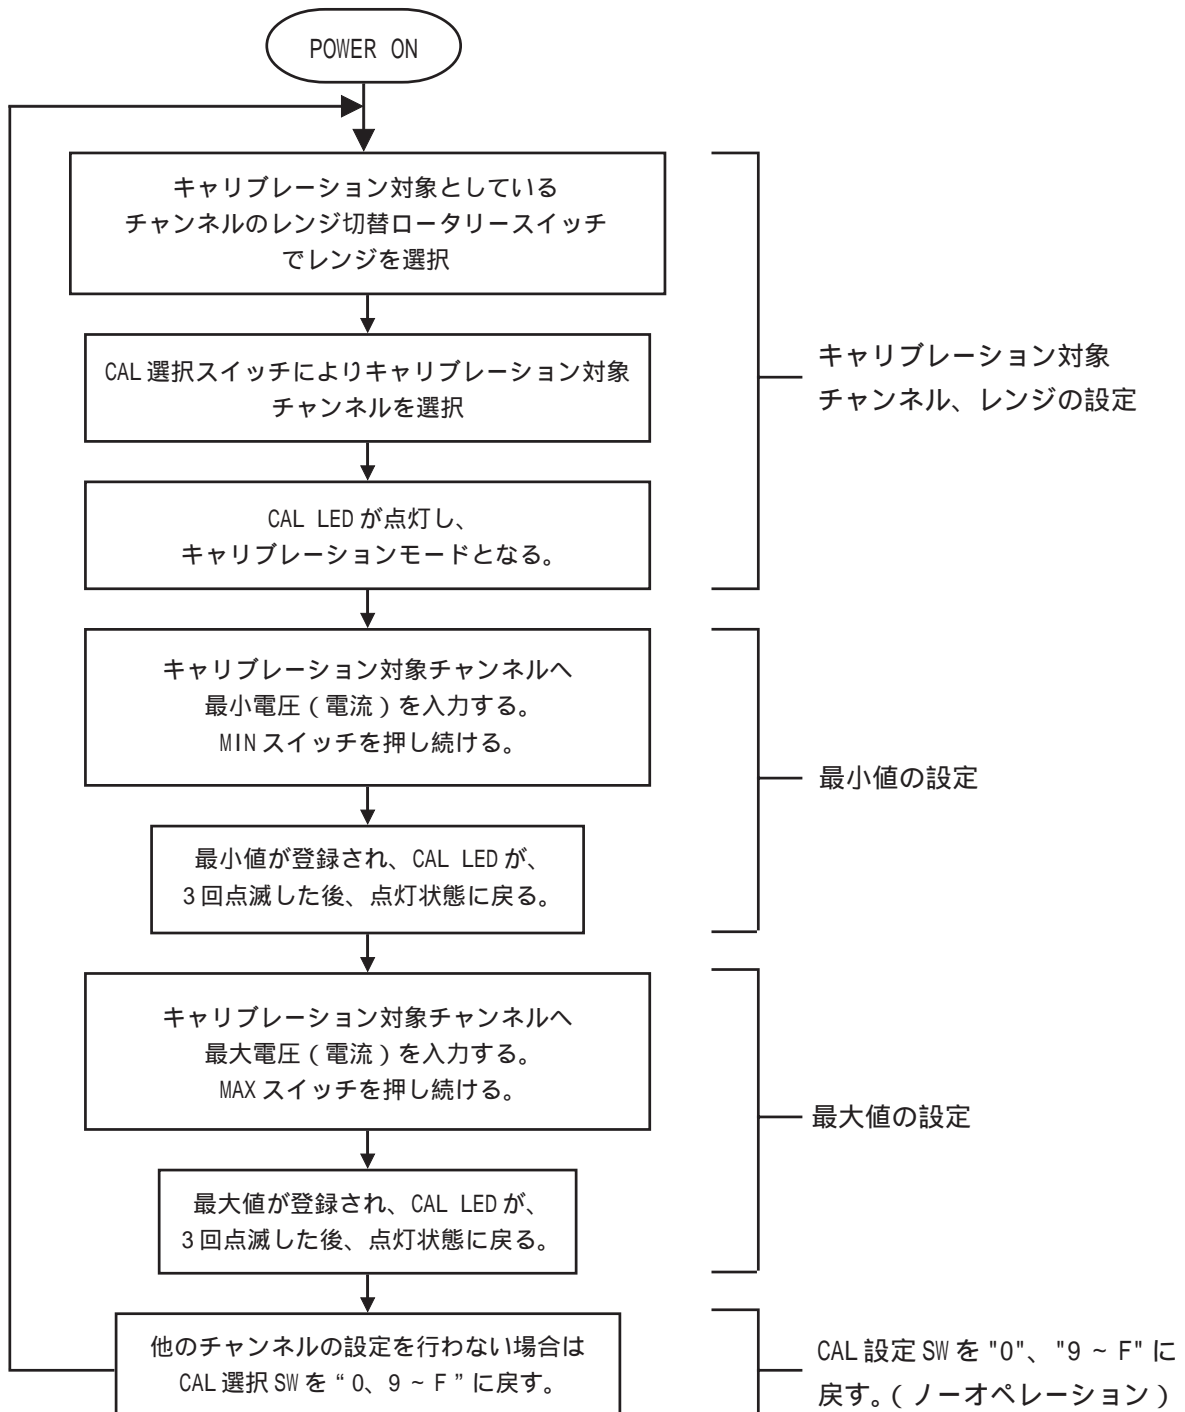 POWER ON
キャリブレーション対象としている
チャンネルのレンジ切替ロータリースイッチ
でレンジを選択
CAL 選択スイッチによりキャリブレーション対象
チャンネルを選択
CAL LED が点灯し、
キャリブレーションモードとなる。
キャリブレーション対象
チャンネル、レンジの設定
キャリブレーション対象チャンネルへ
最小電圧（電流）を入力する。
MIN スイッチを押し続ける。
最小値が登録され、CAL LED が、
3 回点滅した後、点灯状態に戻る。
最小値の設定
キャリブレーション対象チャンネルへ
最大電圧（電流）を入力する。
MAX スイッチを押し続ける。
最大値が登録され、CAL LED が、
3 回点滅した後、点灯状態に戻る。
最大値の設定
他のチャンネルの設定を行わない場合は
CAL 選択 SW を “ 0、9 ~ F ” に戻す。
CAL 設定 SW を "0"、"9 ~ F" に
戻す。（ノーオペレーション）